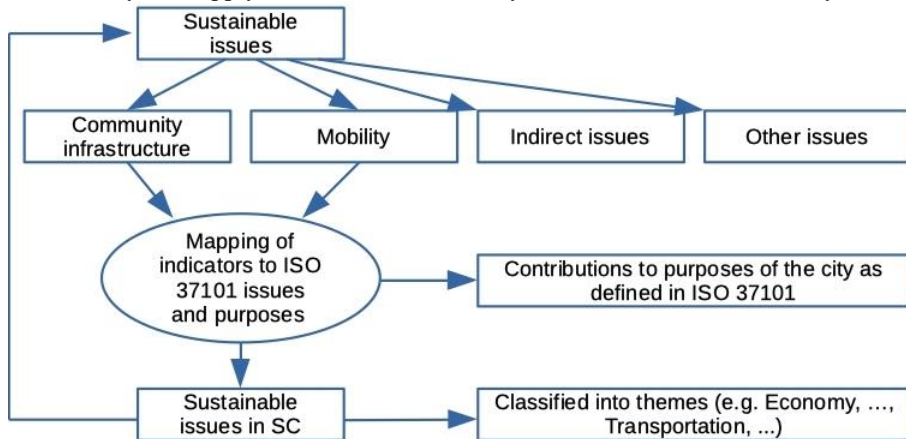 Sustainable
issues
Community
infrastructure
Mobility
Indirect issues
Other issues
Mapping of
indicators to ISO
37101 issues
and purposes
Contributions to purposes of the city as
defined in ISO 37101
Sustainable
issues in SC
Classified into themes (e.g. Economy, ...,
Transportation, ...)